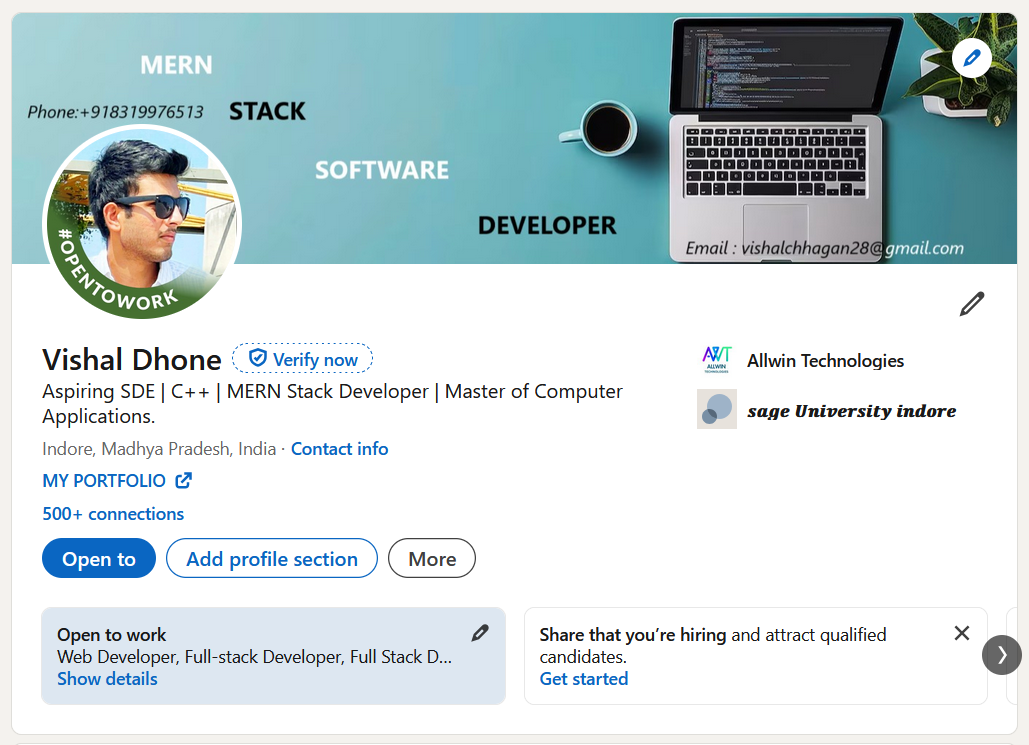 MERN
Phone:+918319976513 STACK
SOFTWARE
DEVELOPER
Email : vishalchhagan28@gmail.com
#OPENTOWORK
Vishal Dhone
Verify now
Aspiring SDE | C++ | MERN Stack Developer | Master of Computer
Applications.
Indore, Madhya Pradesh, India · Contact info
MY PORTFOLIO
500+ connections
AWT
ALLWIN
TECHNOLOGIES
Allwin Technologies
sage University indore
Open to
Add profile section
More
Open to work
Web Developer, Full-stack Developer, Full Stack D...
Show details
Share that you're hiring and attract qualified
candidates.
Get started